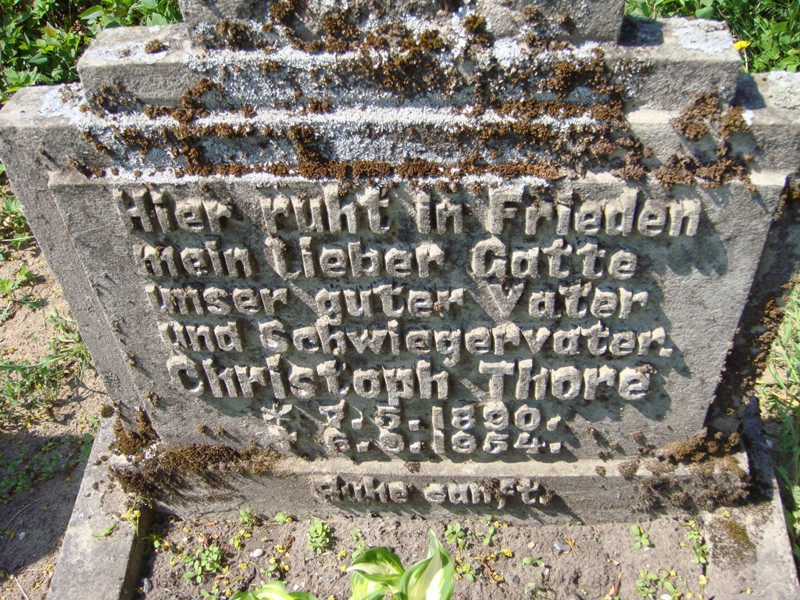 Hier ruht in Frieden
mein lieber Gatte
unser guter Vater
und Schwiegervater.
Christoph Thore
* 7. 5. 1890.
† 6. 9. 1954.
Ruhe sanft.